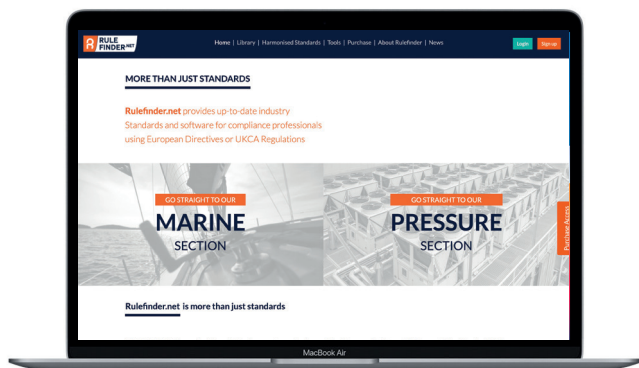 RULE
FINDER.NET
Home | Library | Harmonised Standards | Tools | Purchase | About Rulefinder | News
Login
Sign up
MORE THAN JUST STANDARDS
Rulefinder.net provides up-to-date industry
Standards and software for compliance professionals
using European Directives or UKCA Regulations
GO STRAIGHT TO OUR
MARINE
SECTION
GO STRAIGHT TO OUR
PRESSURE
SECTION
Purchase Access
Rulefinder.net is more than just standards
MacBook Air